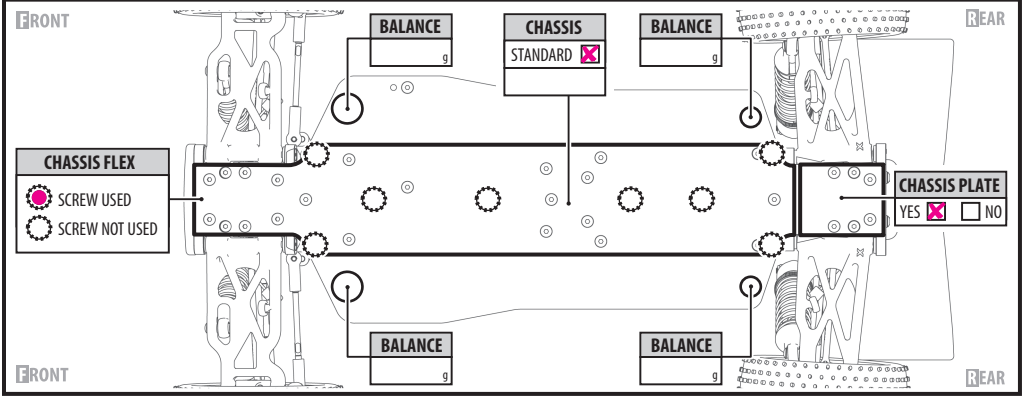 FRONT
BALANCE
g
CHASSIS
STANDARD
BALANCE
g
REAR
CHASSIS FLEX
SCREW USED
SCREW NOT USED
CHASSIS PLATE
YES NO
FRONT
BALANCE
g
BALANCE
g
REAR